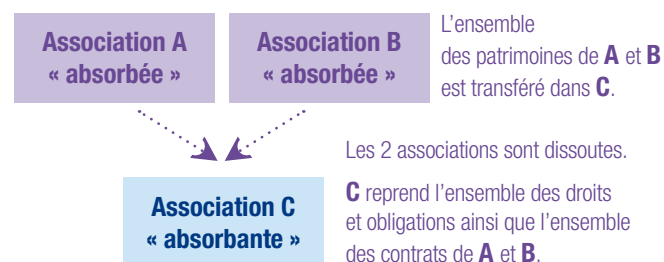 Association A
« absorbée »
Association B
« absorbée »
L’ensemble
des patrimoines de A et B
est transféré dans C.
Les 2 associations sont dissoutes.
Association C
« absorbante »
C reprend l’ensemble des droits
et obligations ainsi que l’ensemble
des contrats de A et B.